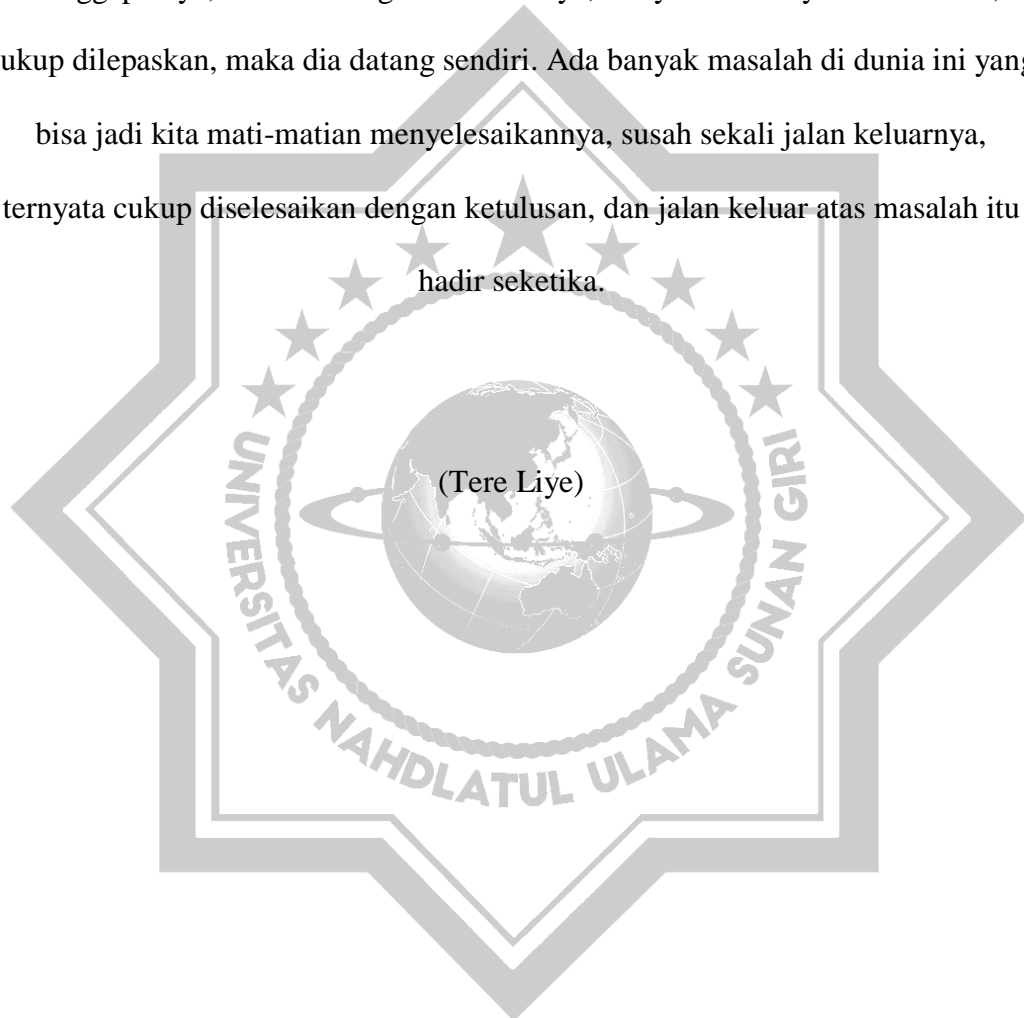 ukup dilepaskan, maka dia datang sendiri. Ada banyak masalah di dunia ini yang
bisa jadi kita mati-matian menyelesaikannya, susah sekali jalan keluarnya,
ternyata cukup diselesaikan dengan ketulusan, dan jalan keluar atas masalah itu
hadir seketika.
(Tere Liye)
UNIVERSITAS NAHDLATUL ULAMA SUNAN GIRI